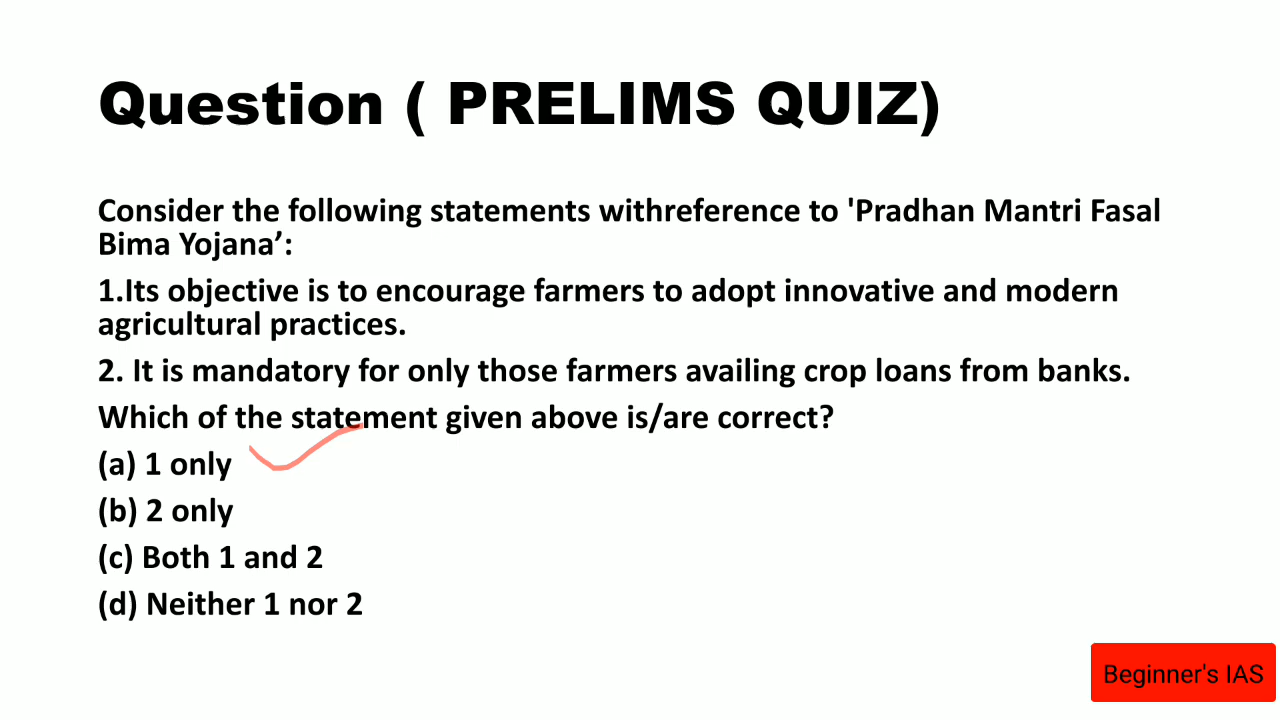 Question ( PRELIMS QUIZ)
Consider the following statements withreference to 'Pradhan Mantri Fasal
Bima Yojana’:
1.Its objective is to encourage farmers to adopt innovative and modern
agricultural practices.
2. It is mandatory for only those farmers availing crop loans from banks.
Which of the statement given above is/are correct?
(a) 1 only
(b) 2 only
(c) Both 1 and 2
(d) Neither 1 nor 2
Beginner's IAS